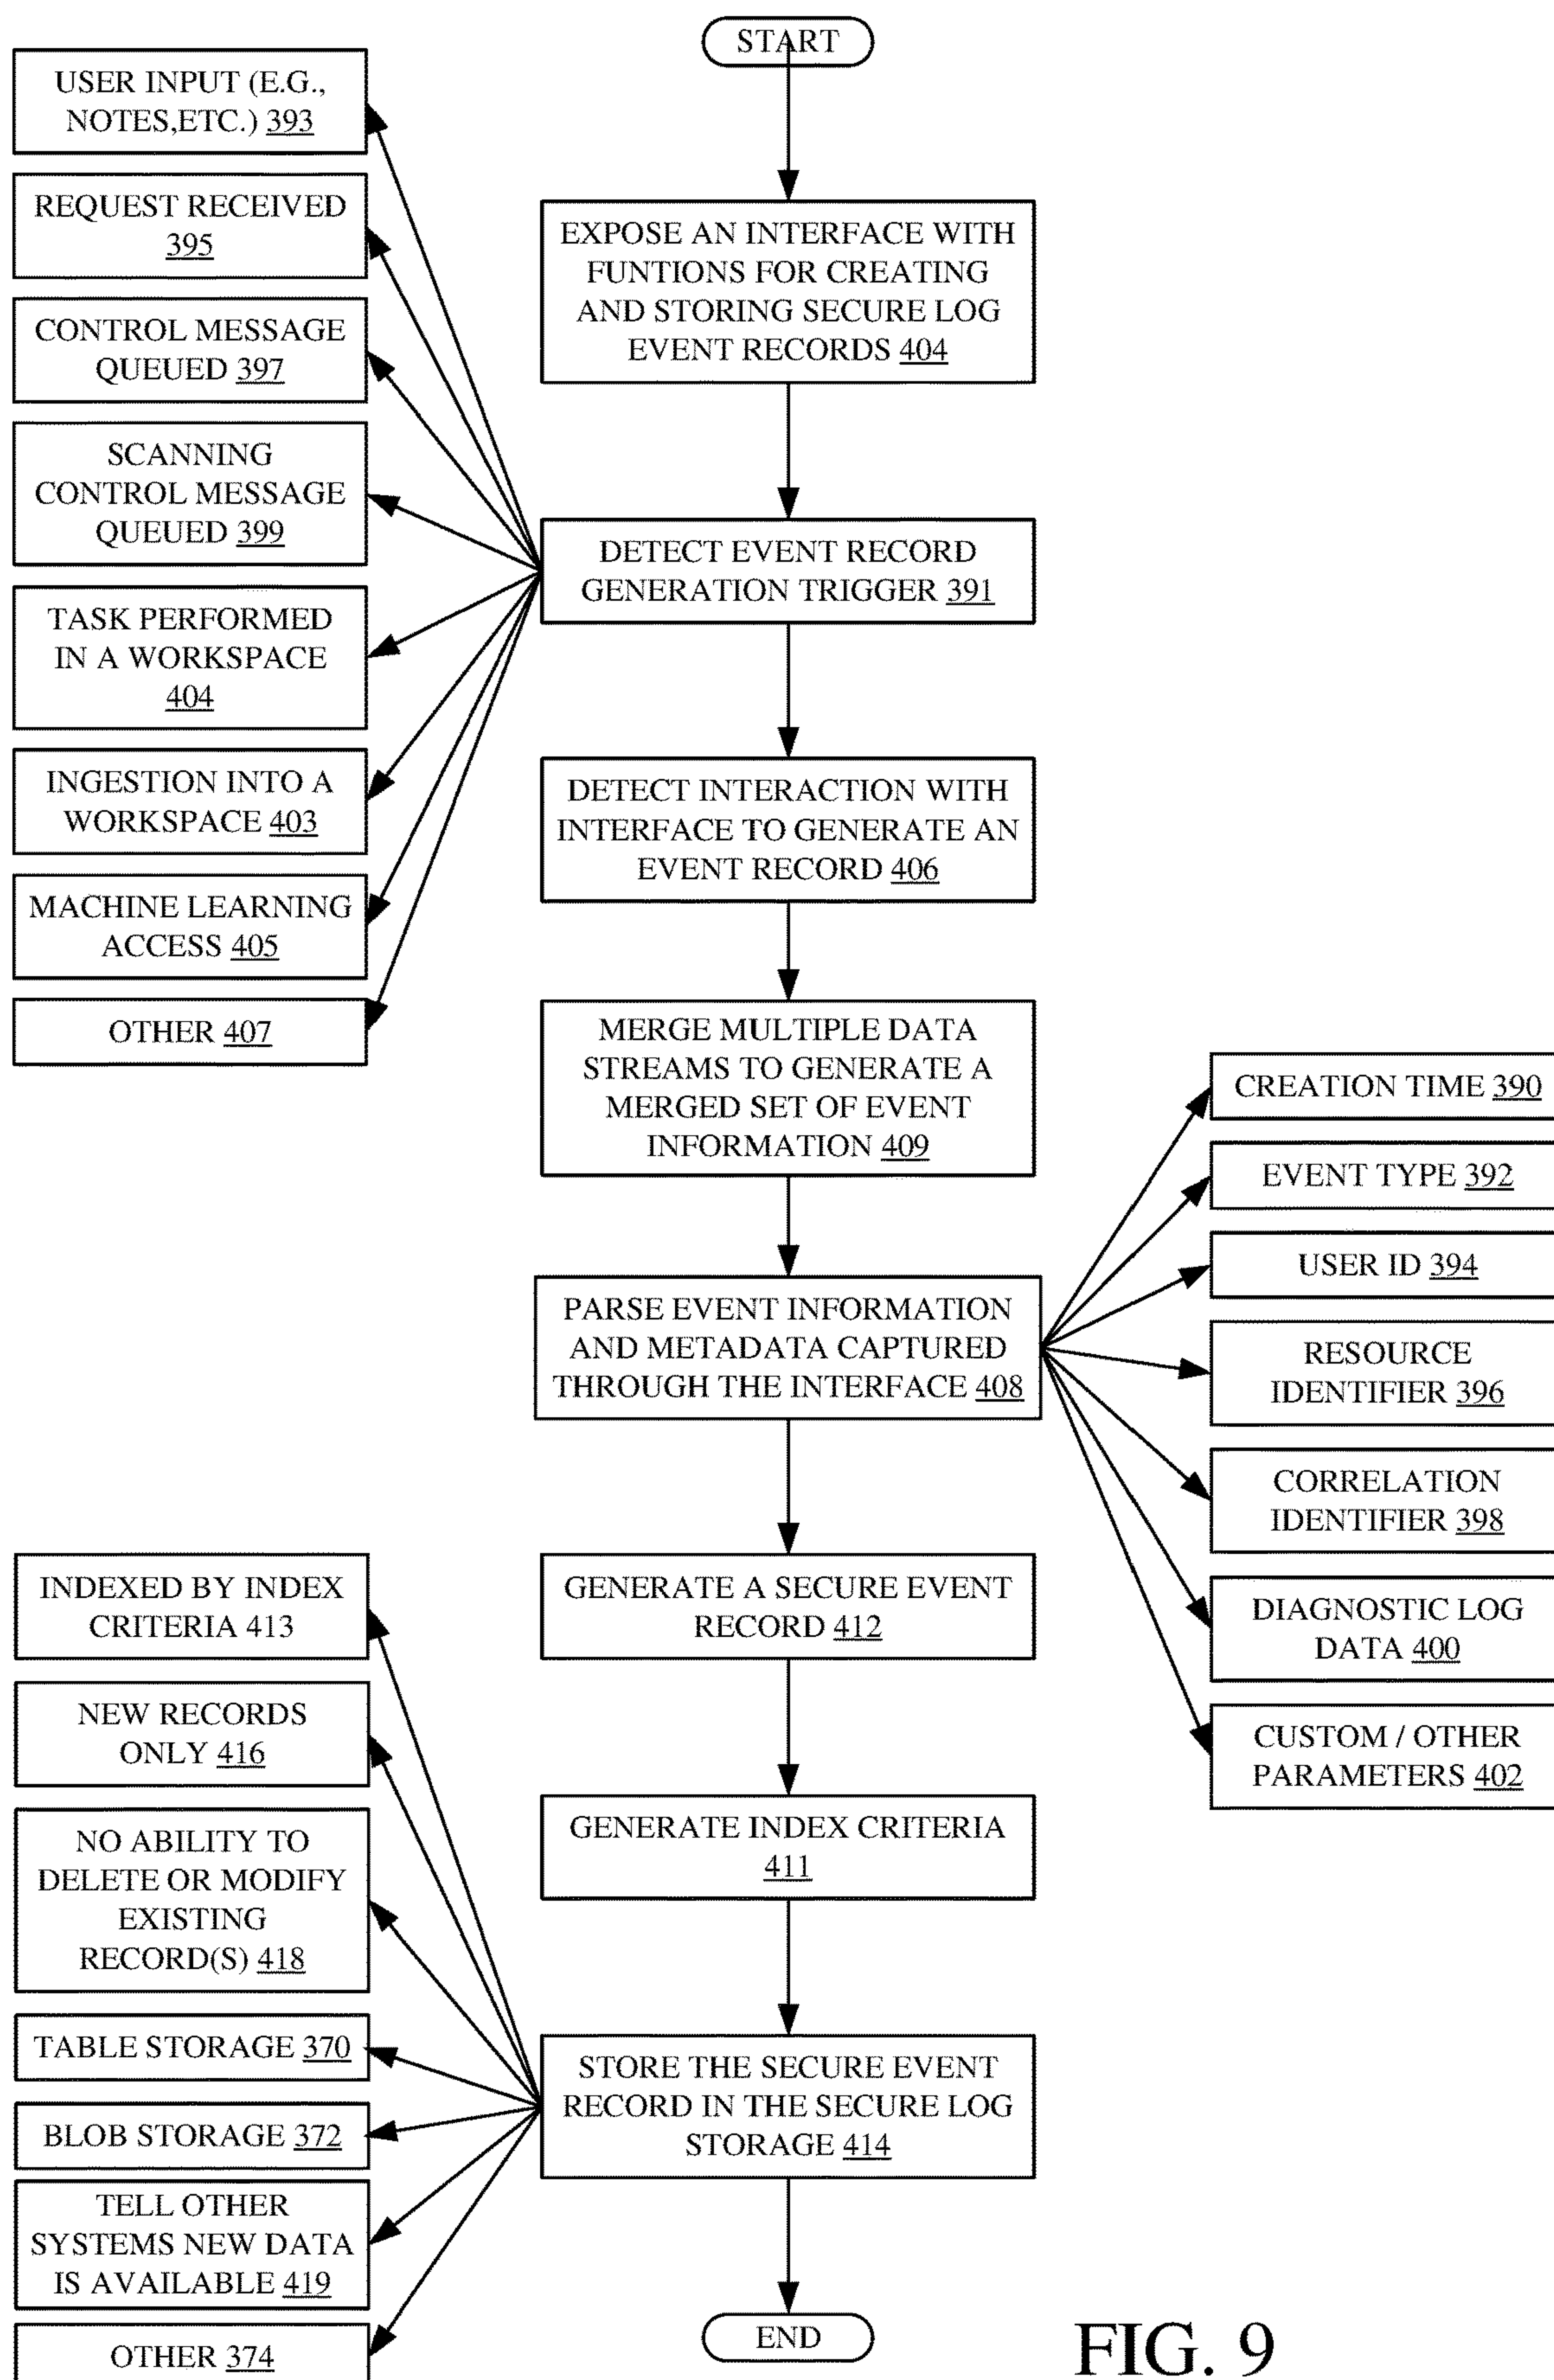 START
USER INPUT (E.G.,
NOTES,ETC.) 393
REQUEST RECEIVED
395
CONTROL MESSAGE
QUEUED 397
SCANNING
CONTROL MESSAGE
QUEUED 399
TASK PERFORMED
IN A WORKSPACE
404
INGESTION INTO A
WORKSPACE 403
MACHINE LEARNING
ACCESS 405
OTHER 407
EXPOSE AN INTERFACE WITH
FUNTIONS FOR CREATING
AND STORING SECURE LOG
EVENT RECORDS 404
DETECT EVENT RECORD
GENERATION TRIGGER 391
DETECT INTERACTION WITH
INTERFACE TO GENERATE AN
EVENT RECORD 406
MERGE MULTIPLE DATA
STREAMS TO GENERATE A
MERGED SET OF EVENT
INFORMATION 409
PARSE EVENT INFORMATION
AND METADATA CAPTURED
THROUGH THE INTERFACE 408
CREATION TIME 390
EVENT TYPE 392
USER ID 394
RESOURCE
IDENTIFIER 396
CORRELATION
IDENTIFIER 398
DIAGNOSTIC LOG
DATA 400
CUSTOM / OTHER
PARAMETERS 402
GENERATE A SECURE EVENT
RECORD 412
GENERATE INDEX CRITERIA
411
STORE THE SECURE EVENT
RECORD IN THE SECURE LOG
STORAGE 414
INDEXED BY INDEX
CRITERIA 413
NEW RECORDS
ONLY 416
NO ABILITY TO
DELETE OR MODIFY
EXISTING
RECORD(S) 418
TABLE STORAGE 370
BLOB STORAGE 372
TELL OTHER
SYSTEMS NEW DATA
IS AVAILABLE 419
OTHER 374
END
FIG. 9